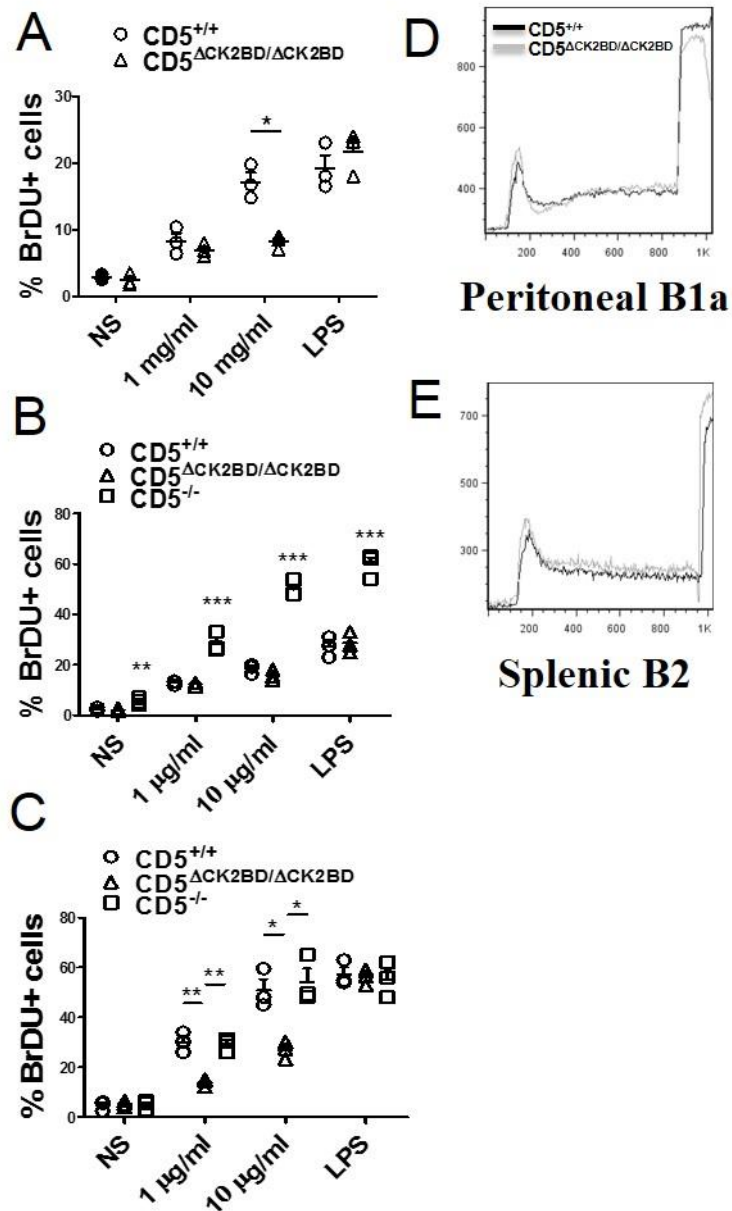 A
CD5+/+
CD5ΔCK2BD/ΔCK2BD
% BrDU+ cells
30
20
10
0
*
NS
1 mg/ml
10 mg/ml
LPS
B
CD5+/+
CD5ΔCK2BD/ΔCK2BD
CD5-/-
% BrDU+ cells
80
60
40
20
0
**
***
***
***
NS
1 μg/ml
10 μg/ml
LPS
C
CD5+/+
CD5ΔCK2BD/ΔCK2BD
CD5-/-
% BrDU+ cells
80
60
40
20
0
** **
* *
NS
1 μg/ml
10 μg/ml
LPS
D
CD5+/+
CD5ΔCK2BD/ΔCK2BD
800
600
400
200 400 600 800 1K
Peritoneal B1a
E
700
500
300
200 400 600 800 1K
Splenic B2